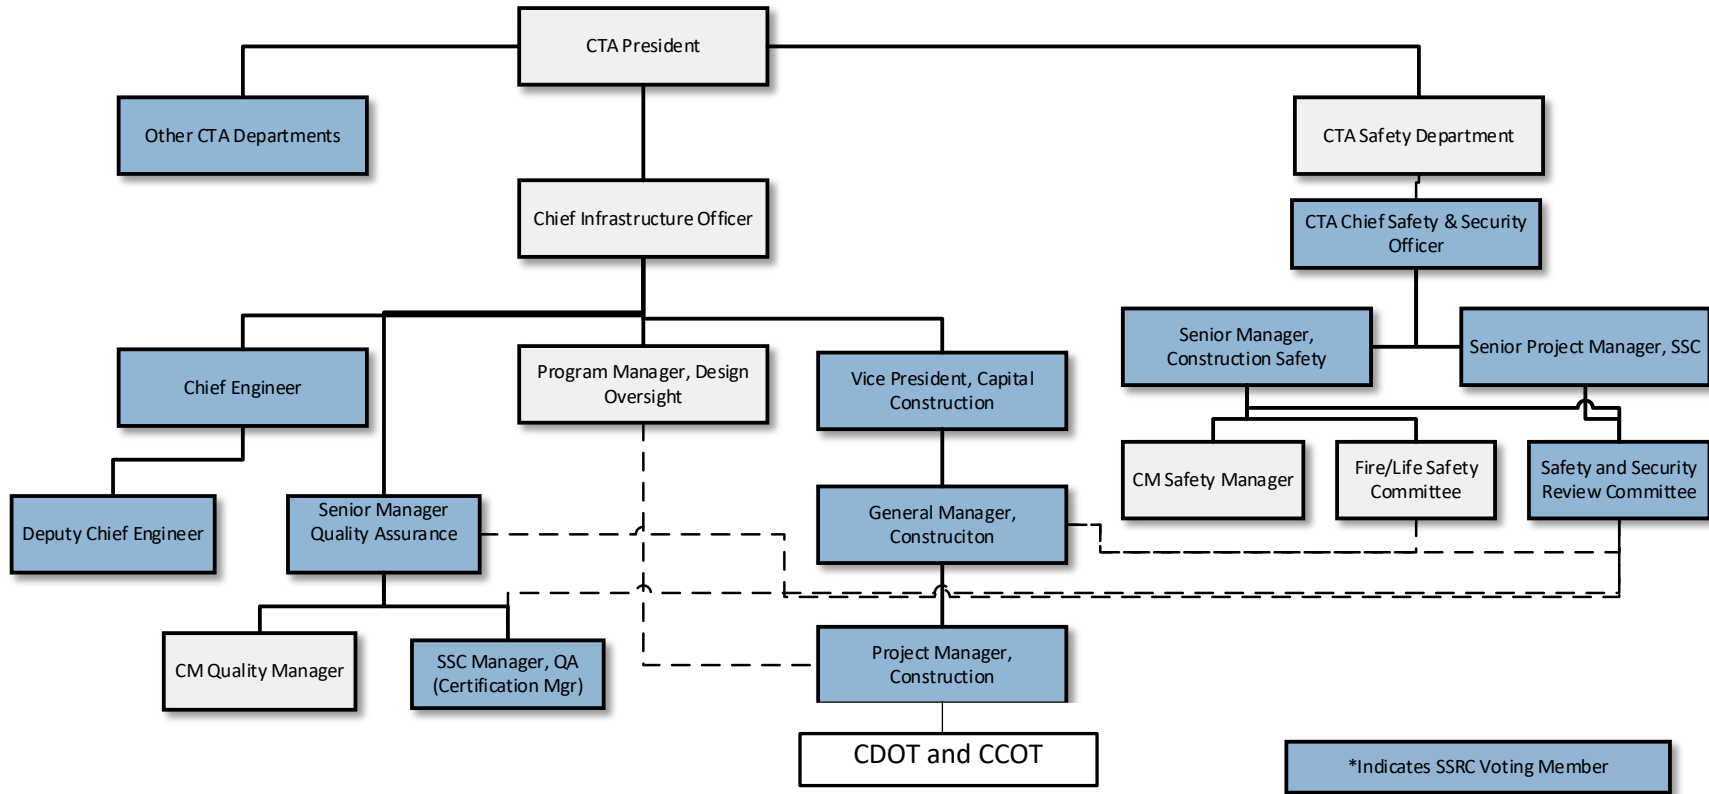 CTA President
Other CTA Departments
CTA Safety Department
Chief Infrastructure Officer
CTA Chief Safety & Security
Officer
Chief Engineer
Program Manager, Design
Oversight
Vice President, Capital
Construction
Senior Manager,
Construction Safety
Senior Project Manager, SSC
Deputy Chief Engineer
Senior Manager
Quality Assurance
General Manager,
Construciton
CM Safety Manager
Fire/Life Safety
Committee
Safety and Security
Review Committee
CM Quality Manager
SSC Manager, QA
(Certification Mgr)
Project Manager,
Construction
CDOT and CCOT
*Indicates SSRC Voting Member